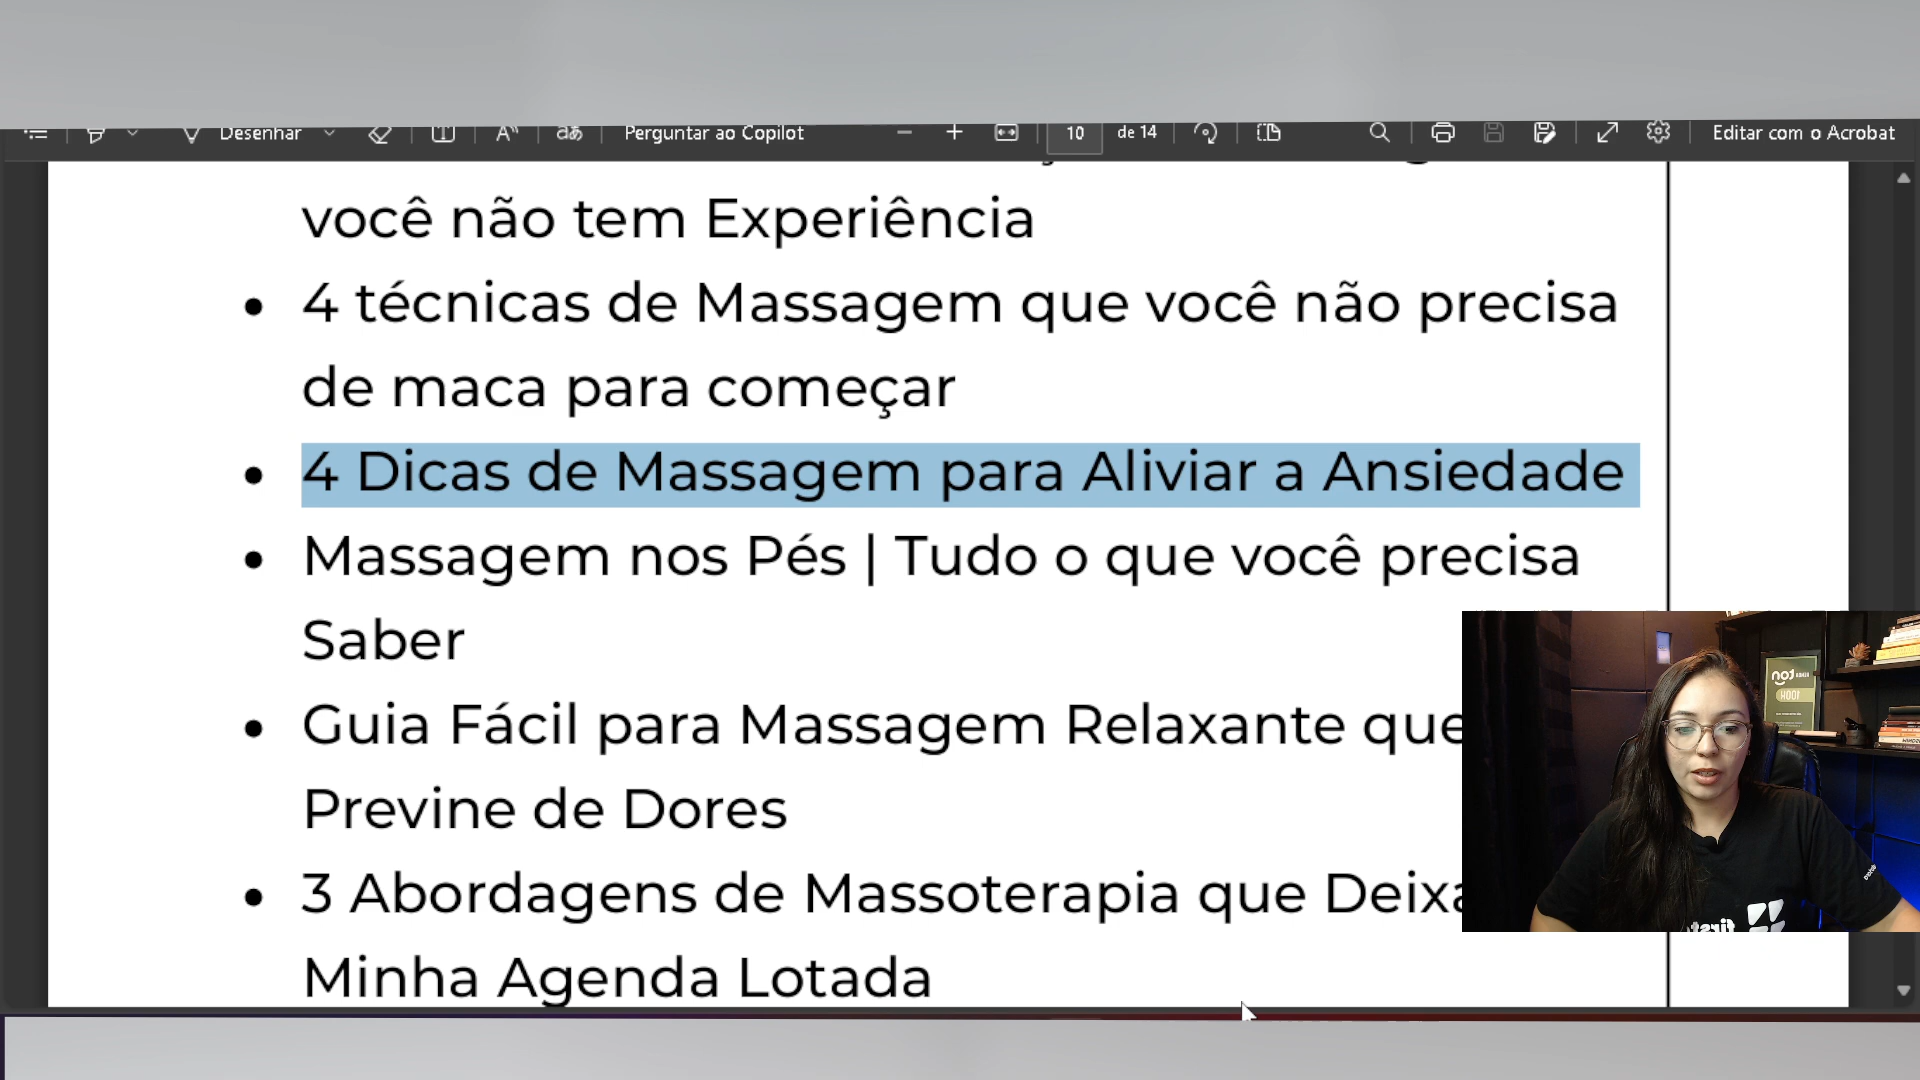 Desenhar
Perguntar ao Copilot
10 de 14
Editar com o Acrobat
você não tem Experiência
• 4 técnicas de Massagem que você não precisa
de maca para começar
• 4 Dicas de Massagem para Aliviar a Ansiedade
• Massagem nos Pés | Tudo o que você precisa
Saber
• Guia Fácil para Massagem Relaxante que
Previne de Dores
• 3 Abordagens de Massoterapia que
Minha Agenda Lotada